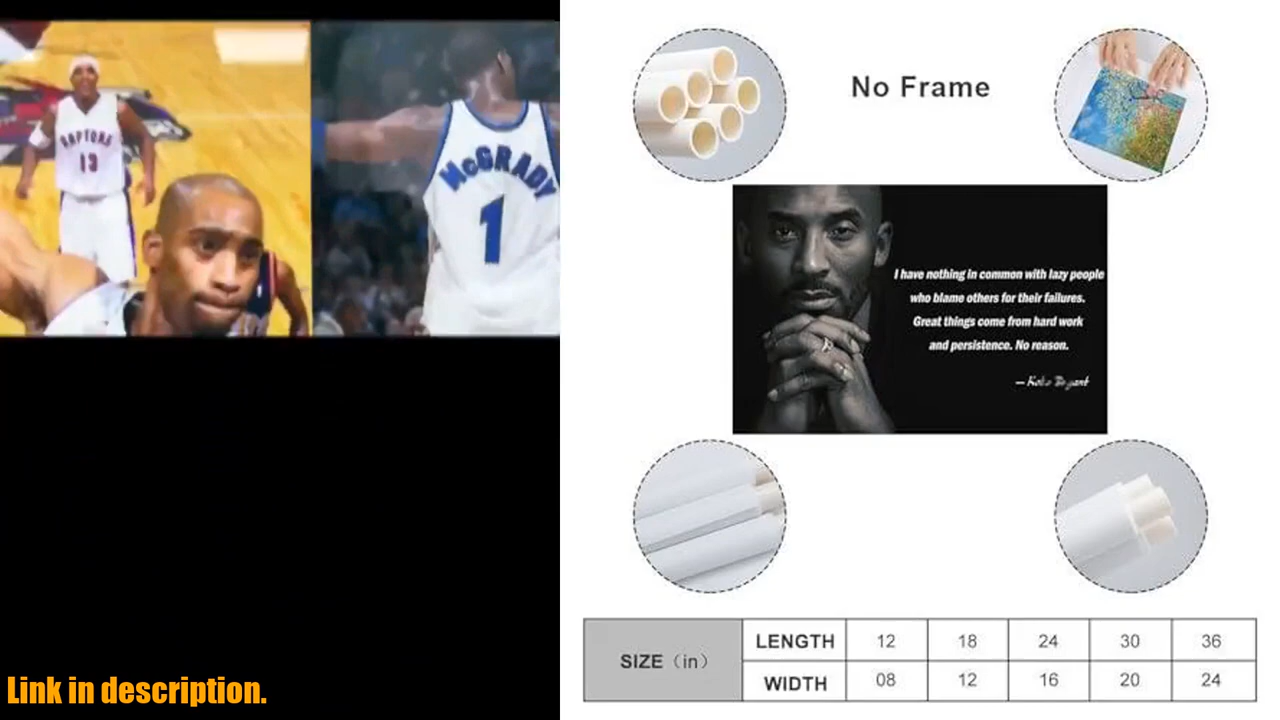 RAPTORS
13
McGRADY
1
No Frame
I have nothing in common with lazy people
who blame others for their failures.
Great things come from hard work
and persistence. No reason.
— Kobe Bryant
SIZE (in) LENGTH 12 18 24 30 36
WIDTH 08 12 16 20 24
Link in description.